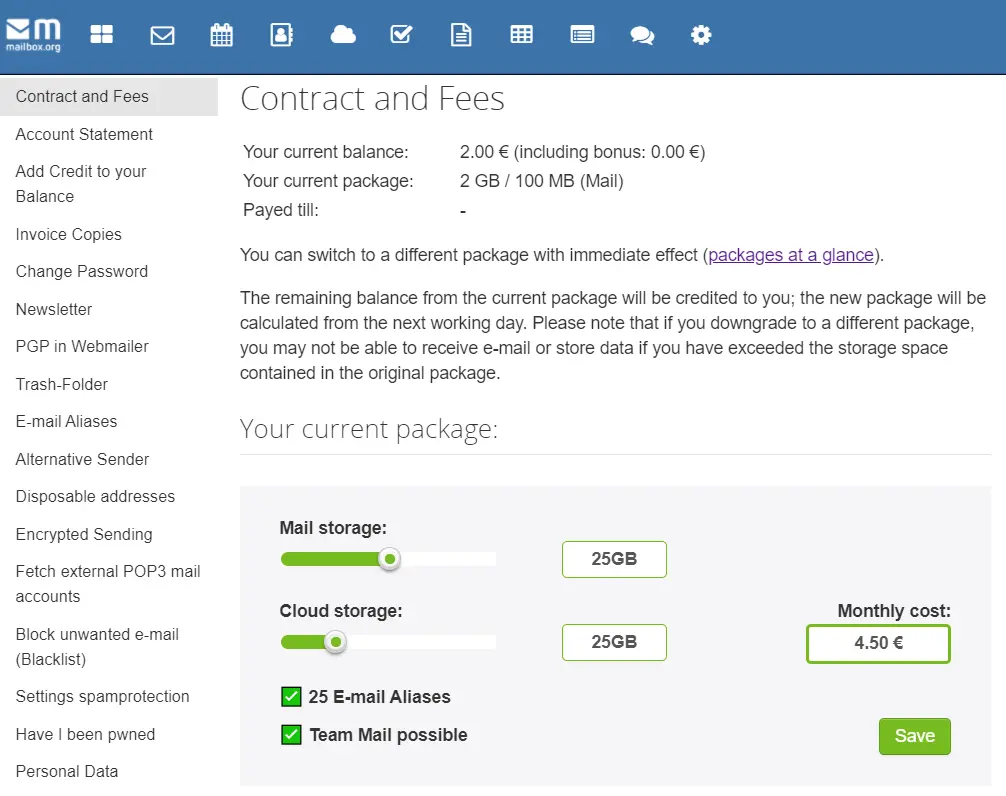 m
mailbox.org
Contract and Fees
Account Statement
Add Credit to your
Balance
Invoice Copies
Change Password
Newsletter
PGP in Webmailer
Trash-Folder
E-mail Aliases
Alternative Sender
Disposable addresses
Encrypted Sending
Fetch external POP3 mail
accounts
Block unwanted e-mail
(Blacklist)
Settings spamprotection
Have I been pwned
Personal Data
Contract and Fees
Your current balance: 2.00 € (including bonus: 0.00 €)
Your current package: 2 GB / 100 MB (Mail)
Payed till: -
You can switch to a different package with immediate effect (packages at a glance).
The remaining balance from the current package will be credited to you; the new package will be
calculated from the next working day. Please note that if you downgrade to a different package,
you may not be able to receive e-mail or store data if you have exceeded the storage space
contained in the original package.
Your current package:
Mail storage:
25GB
Cloud storage:
25GB
Monthly cost:
4.50 €
25 E-mail Aliases
Team Mail possible
Save